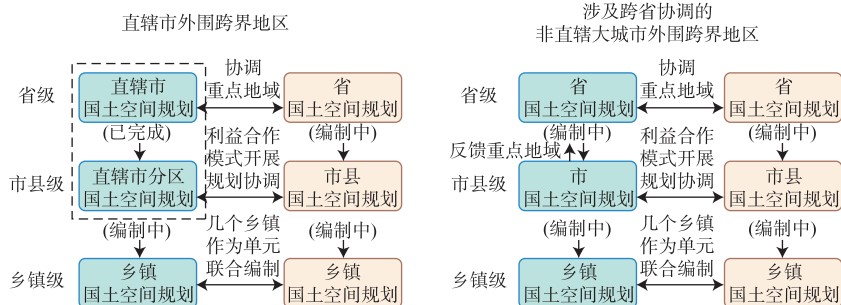 直辖市外围跨界地区
省级
直辖市
国土空间规划
协调
重点地域
省
国土空间规划
(已完成)
利益合作
模式开展
规划协调
(编制中)
市县级
直辖市分区
国土空间规划
市县
国土空间规划
(编制中)
几个乡镇
作为单元
联合编制
(编制中)
乡镇级
乡镇
国土空间规划
乡镇
国土空间规划
涉及跨省协调的
非直辖大城市外围跨界地区
省级
省
国土空间规划
协调
重点地域
省
国土空间规划
(编制中)
反馈重点地域
利益合作
模式开展
规划协调
(编制中)
市县级
市
国土空间规划
市县
国土空间规划
(编制中)
几个乡镇
作为单元
联合编制
(编制中)
乡镇级
乡镇
国土空间规划
乡镇
国土空间规划